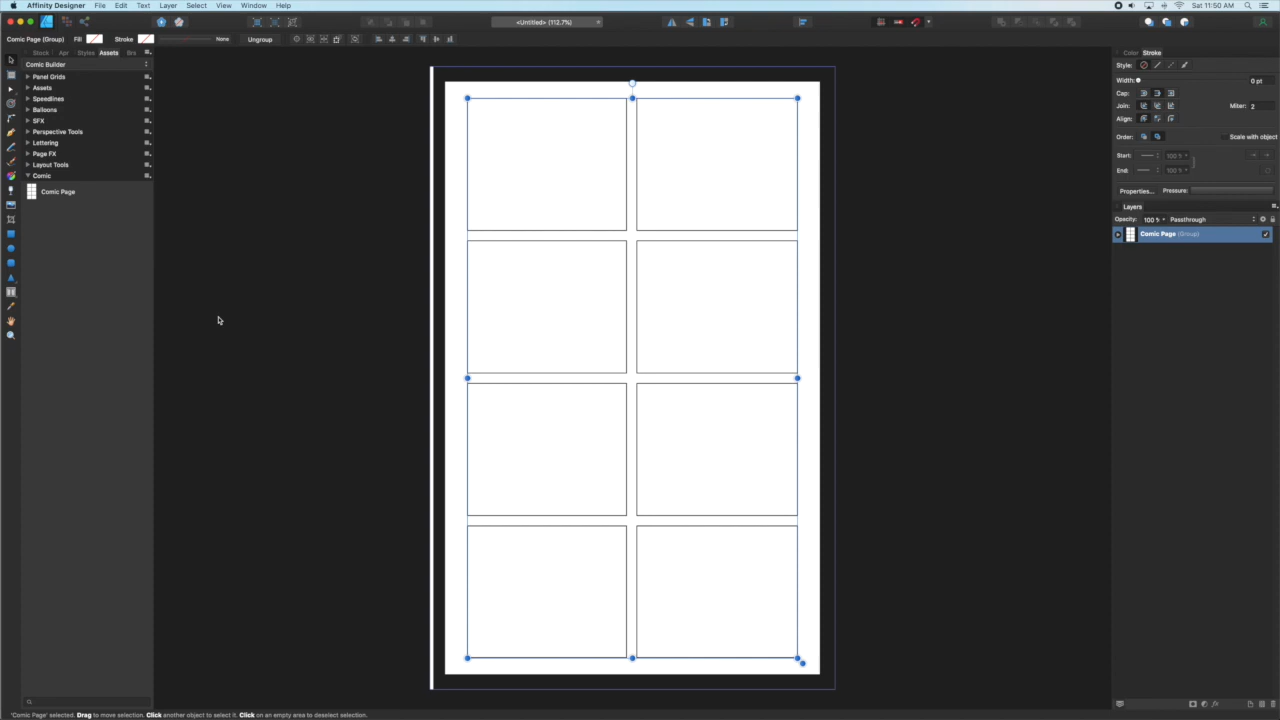 Affinity Designer File Edit Text Layer Select View Window Help Sat 11:50 AM
<Untitled> (112.7%)
Comic Page (Group) Fill Stroke None Ungroup
Stock Apr Styles Assets Brs
Color Stroke
Comic Builder
Style:
Panel Grids
Width: 0 pt
Assets
Cap:
Speedlines
Join: Miter: 2
Balloons
Align:
SFX
Perspective Tools
Order: Scale with object
Lettering
Page FX
Start: 100 %
Layout Tools
End: 100 %
Comic
Comic Page
Properties... Pressure:
Layers
Opacity: 100 % Passthrough
Comic Page (Group)
'Comic Page' selected. Drag to move selection. Click another object to select it. Click on an empty area to deselect selection.